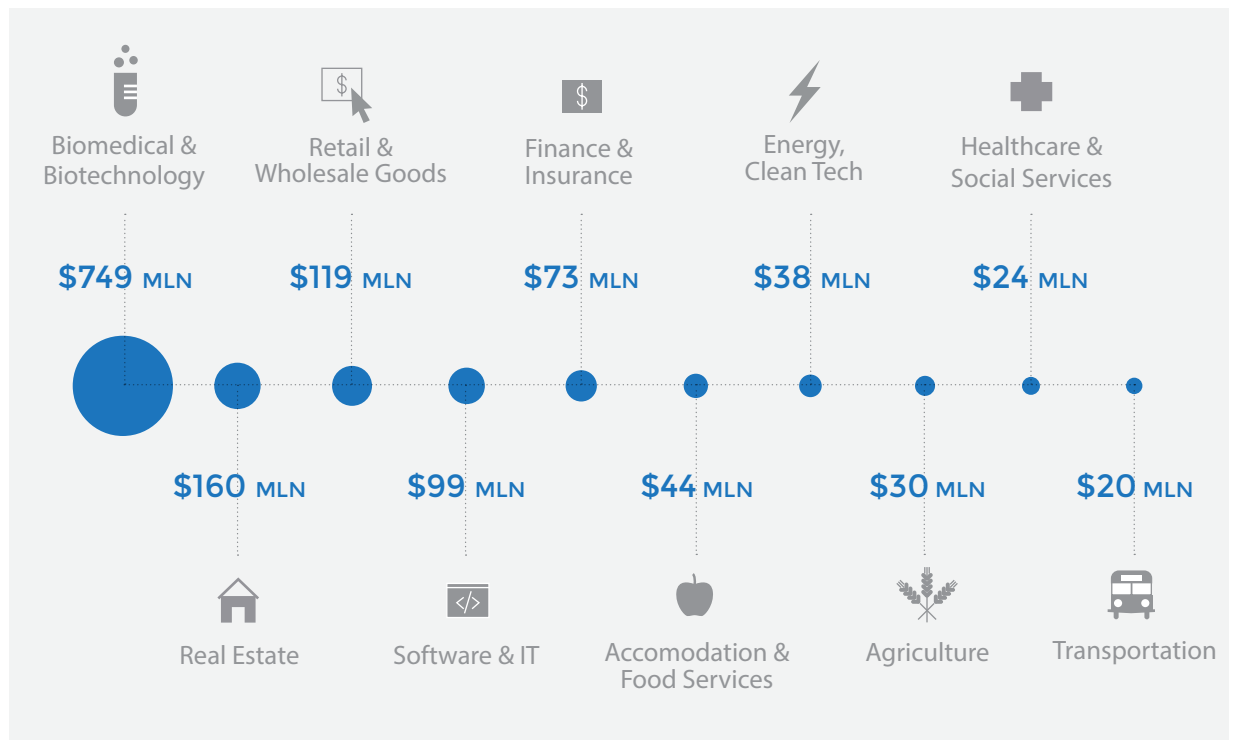 $
$
Biomedical &
Biotechnology
Retail &
Wholesale Goods
Finance &
Insurance
Energy,
Clean Tech
Healthcare &
Social Services
$749 MLN
$119 MLN
$73 MLN
$38 MLN
$24 MLN
$160 MLN
$99 MLN
$44 MLN
$30 MLN
$20 MLN
</>
Real Estate
Software & IT
Accomodation &
Food Services
Agriculture
Transportation